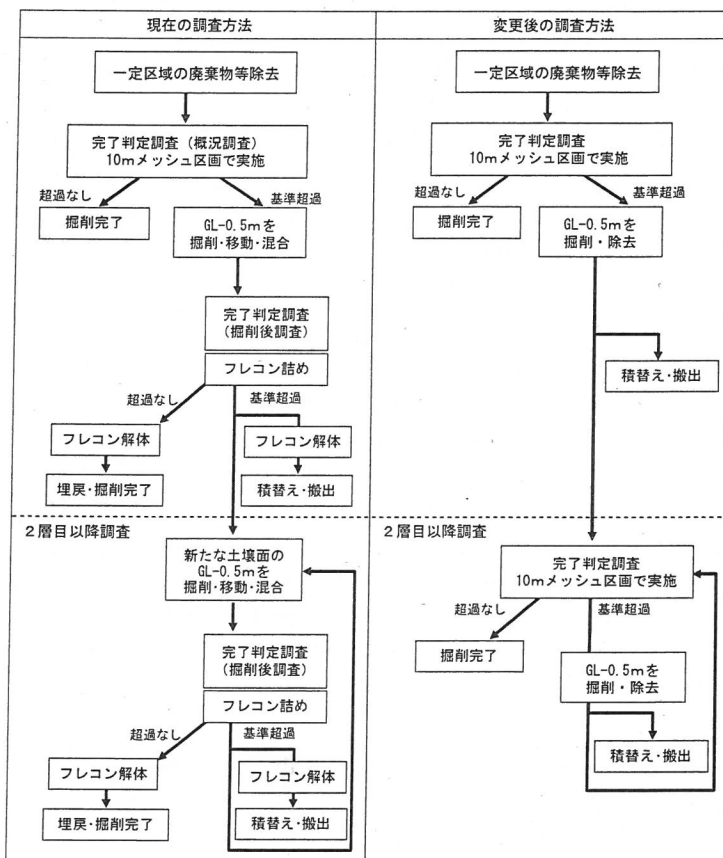 現在の調査方法
一定区域の廃棄物等除去
完了判定調査(概況調査)
10mメッシュ区画で実施
超過なし
基準超過
掘削完了
GL-0.5mを
掘削・移動・混合
完了判定調査
(掘削後調査)
フレコン詰め
超過なし
基準超過
フレコン解体
フレコン解体
埋戻・掘削完了
積替え・搬出
2層目以降調査
新たな土壌面の
GL-0.5mを
掘削・移動・混合
完了判定調査
(掘削後調査)
フレコン詰め
超過なし
基準超過
フレコン解体
フレコン解体
埋戻・掘削完了
積替え・搬出
変更後の調査方法
一定区域の廃棄物等除去
完了判定調査
10mメッシュ区画で実施
超過なし
基準超過
掘削完了
GL-0.5mを
掘削・除去
積替え・搬出
2層目以降調査
完了判定調査
10mメッシュ区画で実施
超過なし
基準超過
掘削完了
GL-0.5mを
掘削・除去
積替え・搬出